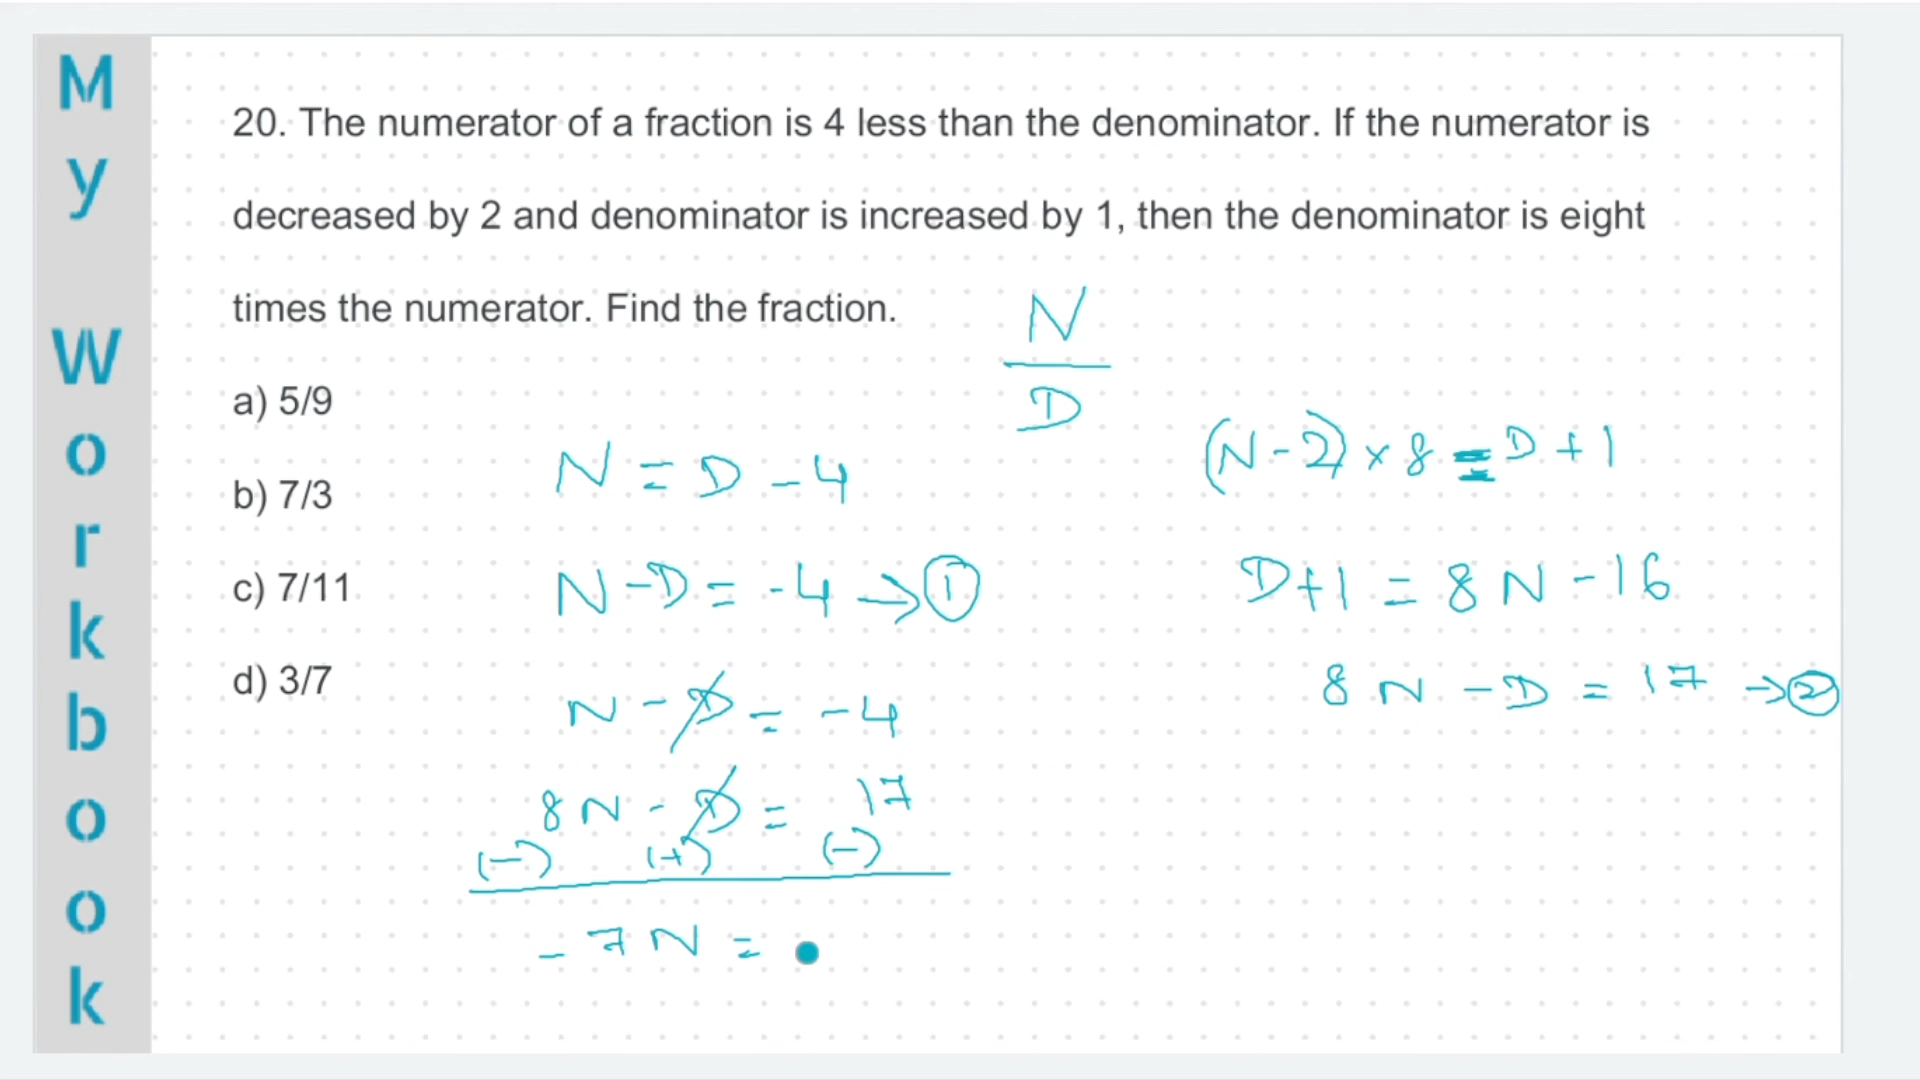 My Workbook
20. The numerator of a fraction is 4 less than the denominator. If the numerator is
decreased by 2 and denominator is increased by 1, then the denominator is eight
times the numerator. Find the fraction.
a) 5/9
b) 7/3
c) 7/11
d) 3/7
N
D
N = D - 4
N - D = -4 → ①
N - D = -4
8N - D = 17
(-) (+) (-)
-7N =
(N-2) × 8 = D + 1
D+1 = 8N - 16
8N - D = 17 → ②